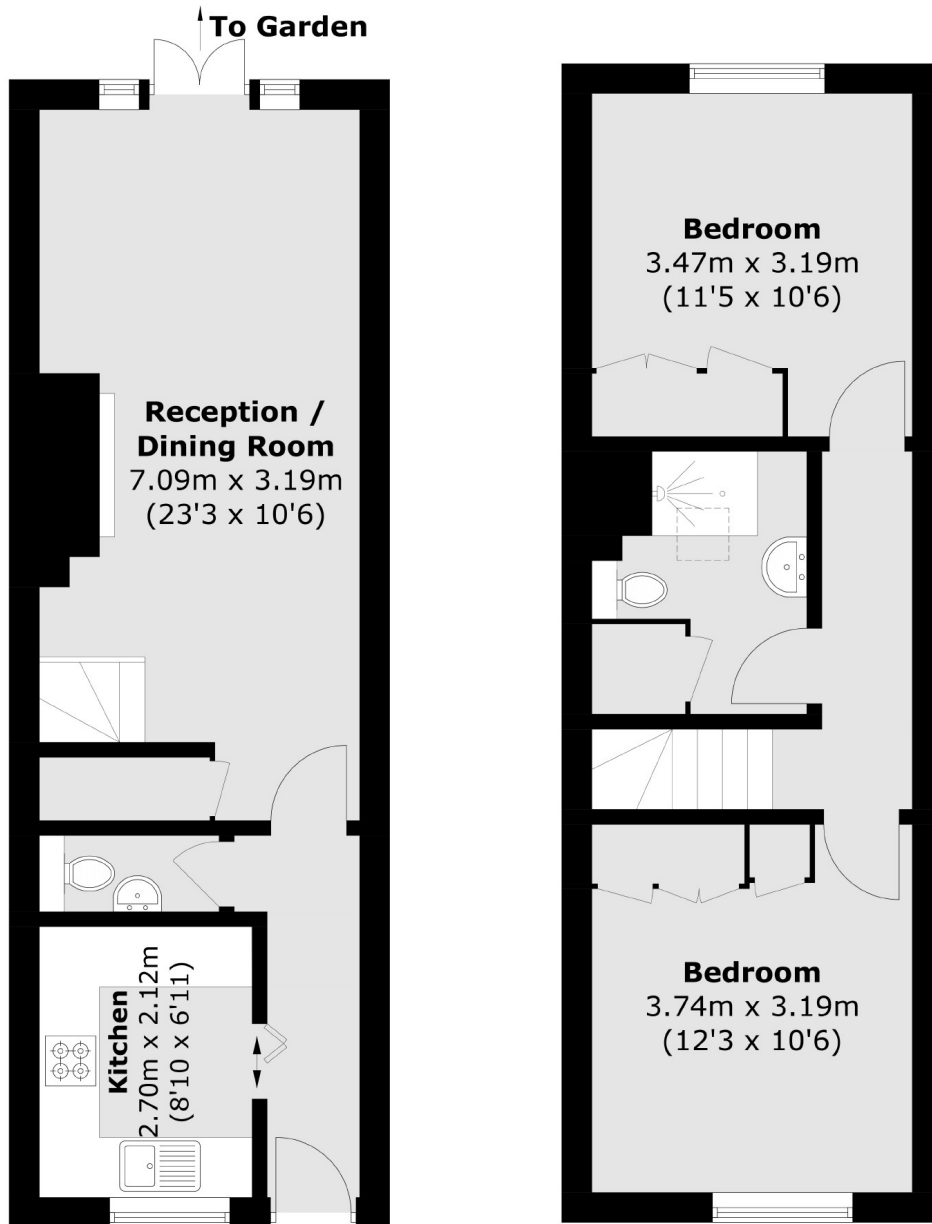 To Garden
Reception /
Dining Room
7.09m x 3.19m
(23'3 x 10'6)
Kitchen
2.70m x 2.12m
(8'10 x 6'11)
Bedroom
3.47m x 3.19m
(11'5 x 10'6)
Bedroom
3.74m x 3.19m
(12'3 x 10'6)